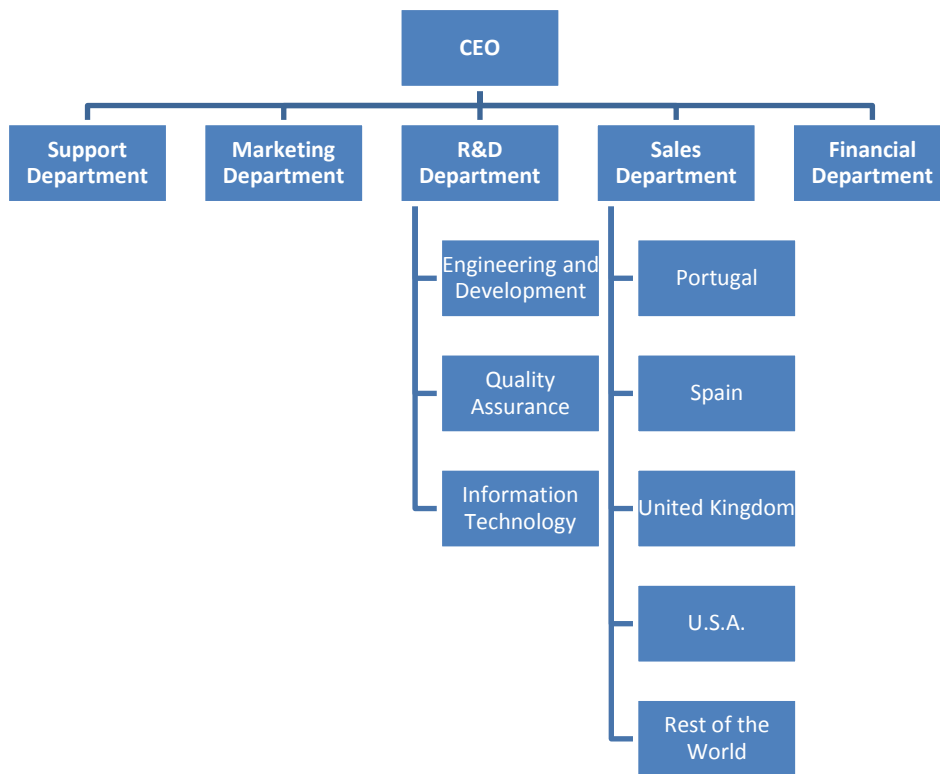 CEO
Support
Department
Marketing
Department
R&D
Department
Sales
Department
Financial
Department
Engineering and
Development
Quality
Assurance
Information
Technology
Portugal
Spain
United Kingdom
U.S.A.
Rest of the
World